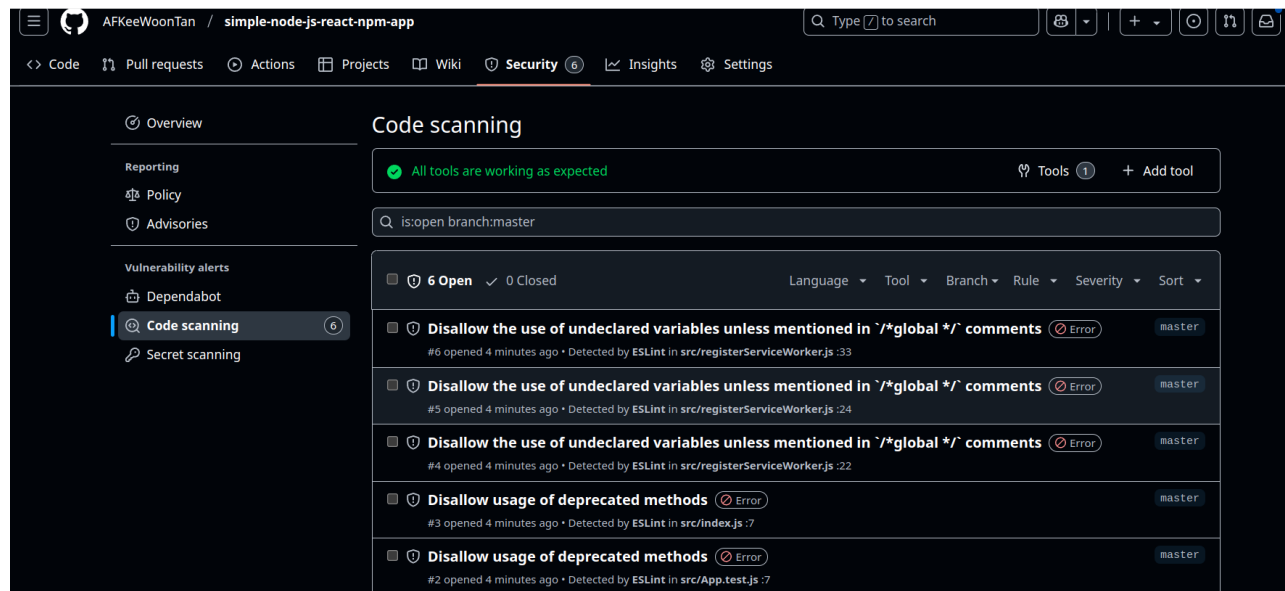 AFKeeWoonTan / simple-node-js-react-npm-app
Type / to search
<> Code Pull requests Actions Projects Wiki Security 6 Insights Settings
Overview
Reporting
Policy
Advisories
Vulnerability alerts
Dependabot
Code scanning 6
Secret scanning
Code scanning
All tools are working as expected Tools 1 + Add tool
is:open branch:master
6 Open 0 Closed Language Tool Branch Rule Severity Sort
Disallow the use of undeclared variables unless mentioned in `/*global */` comments Error master
#6 opened 4 minutes ago • Detected by ESLint in src/registerServiceWorker.js :33
Disallow the use of undeclared variables unless mentioned in `/*global */` comments Error master
#5 opened 4 minutes ago • Detected by ESLint in src/registerServiceWorker.js :24
Disallow the use of undeclared variables unless mentioned in `/*global */` comments Error master
#4 opened 4 minutes ago • Detected by ESLint in src/registerServiceWorker.js :22
Disallow usage of deprecated methods Error master
#3 opened 4 minutes ago • Detected by ESLint in src/index.js :7
Disallow usage of deprecated methods Error master
#2 opened 4 minutes ago • Detected by ESLint in src/App.test.js :7